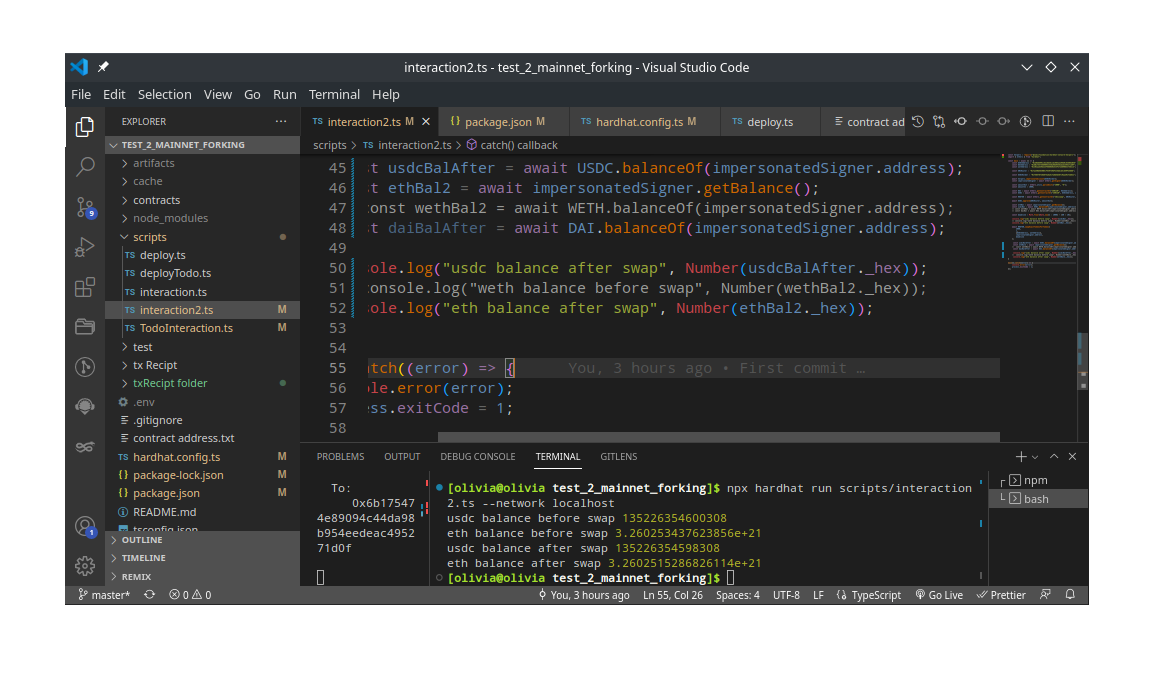 interaction2.ts - test_2_mainnet_forking - Visual Studio Code
File Edit Selection View Go Run Terminal Help
EXPLORER ···
TEST_2_MAINNET_FORKING
artifacts
cache
contracts
node_modules
scripts
TS deploy.ts
TS deployTodo.ts
TS interaction.ts
TS interaction2.ts M
TS TodoInteraction.ts M
test
tx Recipt
txRecipt folder
.env
.gitignore
contract address.txt
TS hardhat.config.ts M
{} package-lock.json M
{} package.json M
README.md
tsconfig.json
OUTLINE
TIMELINE
REMIX
9
1
TS interaction2.ts M
{} package.json M
TS hardhat.config.ts M
TS deploy.ts
contract ad
scripts > TS interaction2.ts > catch() callback
45 t usdcBalAfter = await USDC.balanceOf(impersonatedSigner.address);
46 t ethBal2 = await impersonatedSigner.getBalance();
47 const wethBal2 = await WETH.balanceOf(impersonatedSigner.address);
48 t daiBalAfter = await DAI.balanceOf(impersonatedSigner.address);
49
50 ole.log("usdc balance after swap", Number(usdcBalAfter._hex));
51 console.log("weth balance before swap", Number(wethBal2._hex));
52 ole.log("eth balance after swap", Number(ethBal2._hex));
53
54
55 tch((error) => { You, 3 hours ago • First commit …
56 le.error(error);
57 ss.exitCode = 1;
58
PROBLEMS OUTPUT DEBUG CONSOLE TERMINAL GITLENS
To:
0x6b17547
4e89094c44da98
b954eedeac4952
71d0f
[olivia@olivia test_2_mainnet_forking]$ npx hardhat run scripts/interaction
2.ts --network localhost
usdc balance before swap 135226354600308
eth balance before swap 3.260253437623856e+21
usdc balance after swap 135226354598308
eth balance after swap 3.2602515286826114e+21
[olivia@olivia test_2_mainnet_forking]$
npm
bash
master* 0 0 You, 3 hours ago Ln 55, Col 26 Spaces: 4 UTF-8 LF TypeScript Go Live Prettier